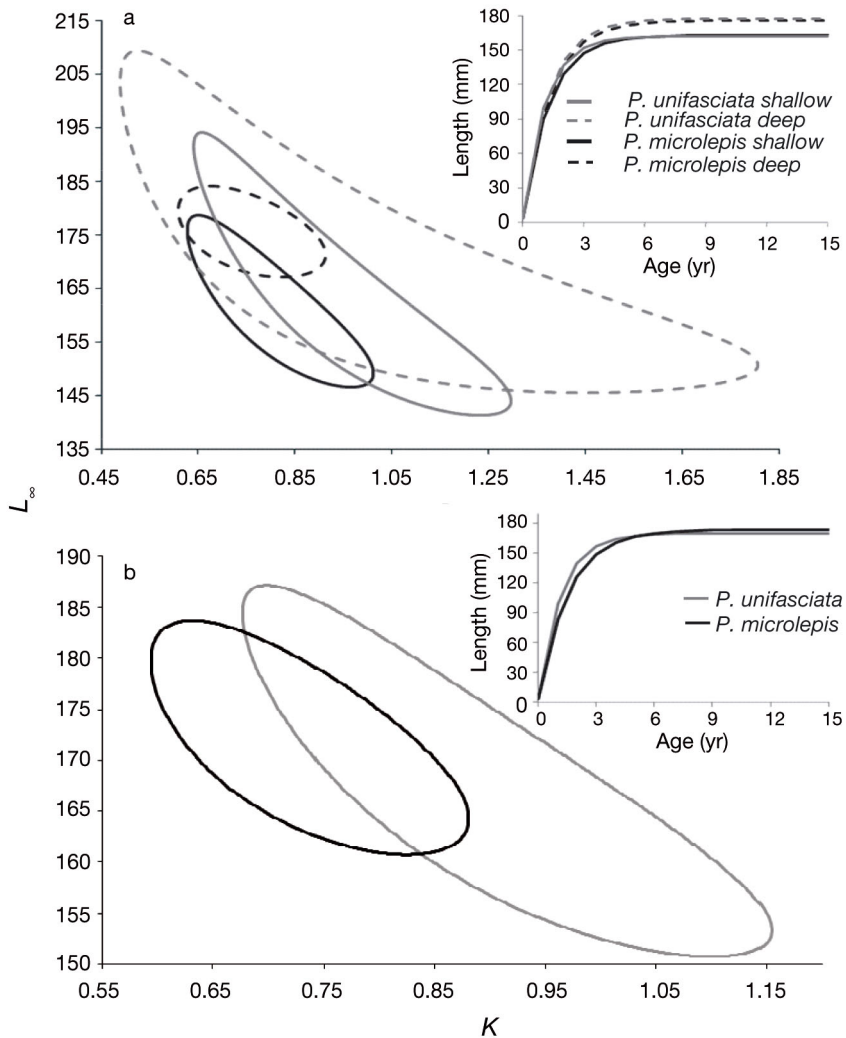 a
215
205
195
185
175
165
155
145
135
0.45 0.65 0.85 1.05 1.25 1.45 1.65 1.85
Length (mm)
180
150
120
90
60
30
0
P. unifasciata shallow
P. unifasciata deep
P. microlepis shallow
P. microlepis deep
0 3 6 9 12 15
Age (yr)
L∞
b
190
185
180
175
170
165
160
155
150
0.55 0.65 0.75 0.85 0.95 1.05 1.15
K
Length (mm)
180
150
120
90
60
30
0
P. unifasciata
P. microlepis
0 3 6 9 12 15
Age (yr)